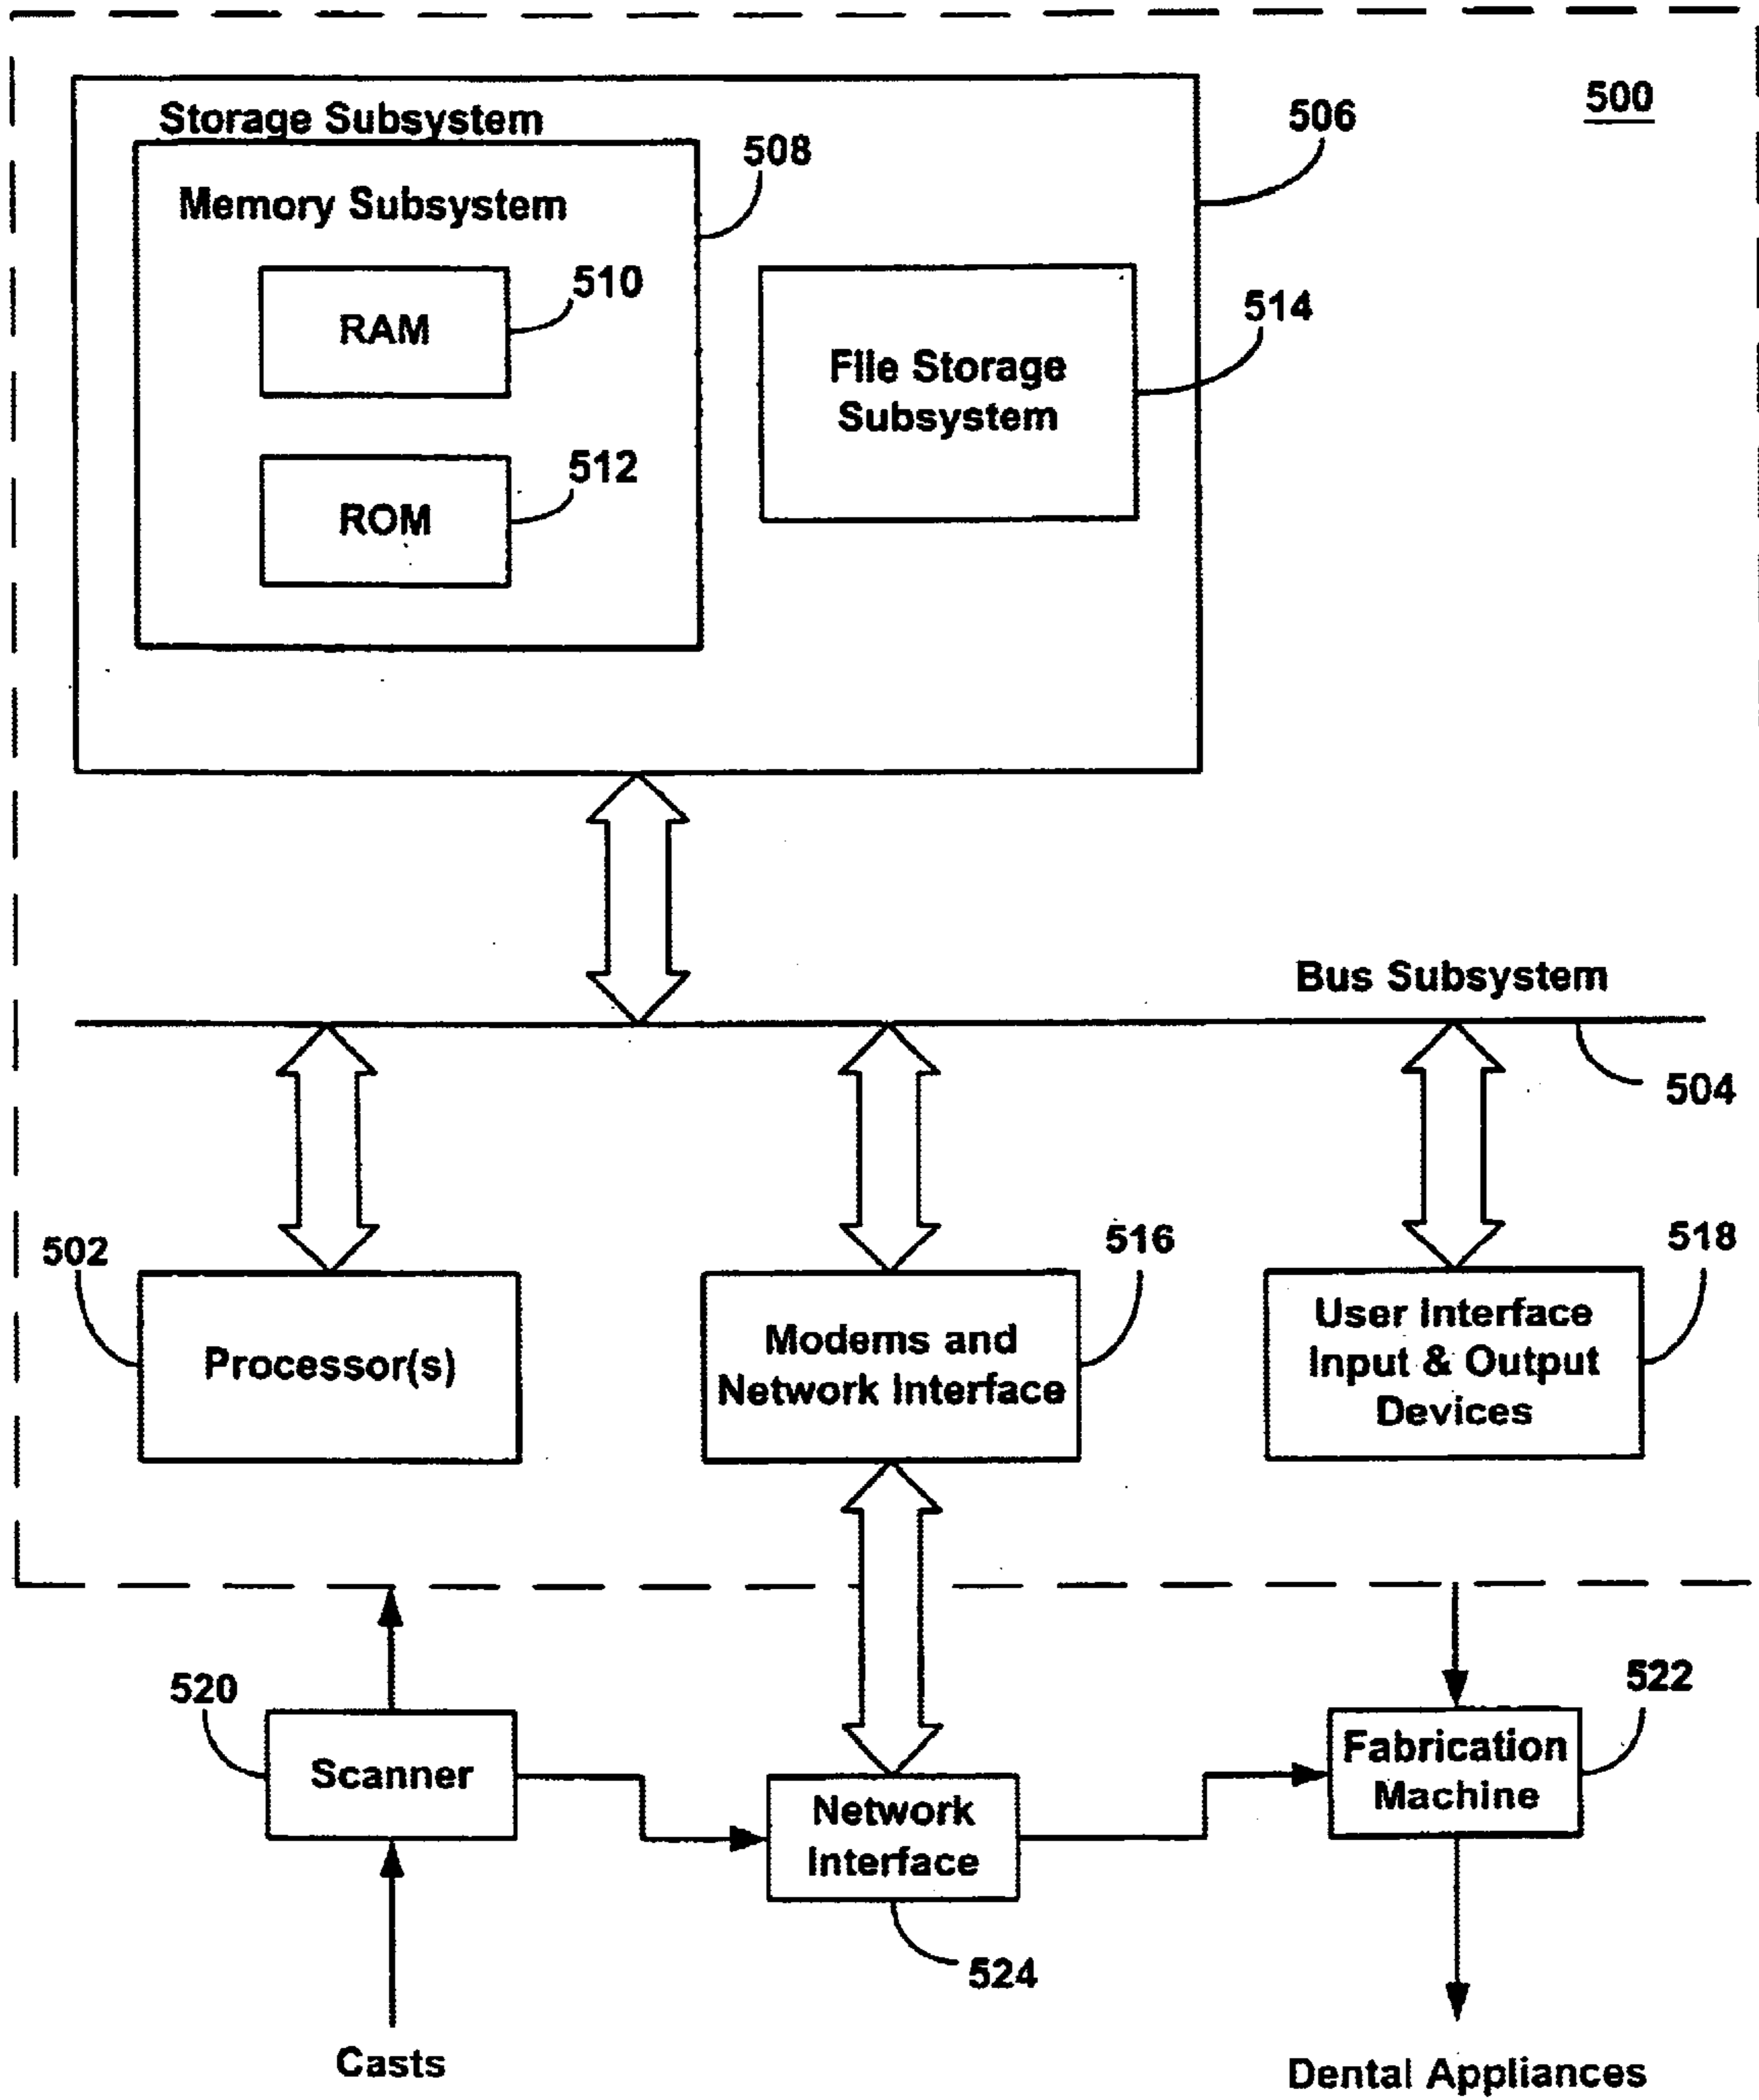 500
506
Storage Subsystem
508
Memory Subsystem
510
RAM
514
File Storage
Subsystem
512
ROM
Bus Subsystem
504
502
Processor(s)
516
Modems and
Network Interface
518
User Interface
Input & Output
Devices
520
Scanner
Network
Interface
524
522
Fabrication
Machine
Casts
Dental Appliances